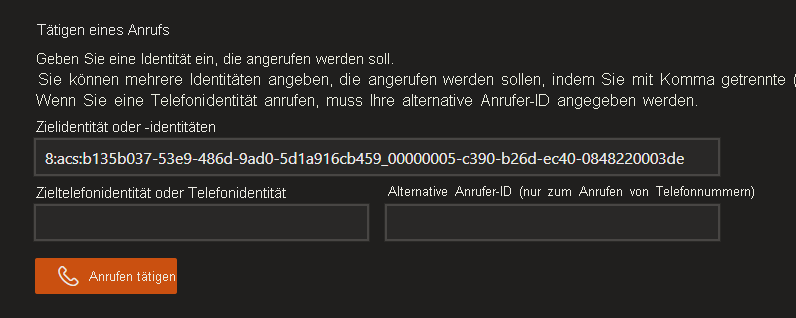 Tätigen eines Anrufs
Geben Sie eine Identität ein, die angerufen werden soll.
Sie können mehrere Identitäten angeben, die angerufen werden sollen, indem Sie mit Komma getrennte (
Wenn Sie eine Telefonidentität anrufen, muss Ihre alternative Anrufer-ID angegeben werden.
Zielidentität oder -identitäten
8:acs:b135b037-53e9-486d-9ad0-5d1a916cb459_00000005-c390-b26d-ec40-0848220003de
Zieltelefonidentität oder Telefonidentität
Alternative Anrufer-ID (nur zum Anrufen von Telefonnummern)
Anrufen tätigen